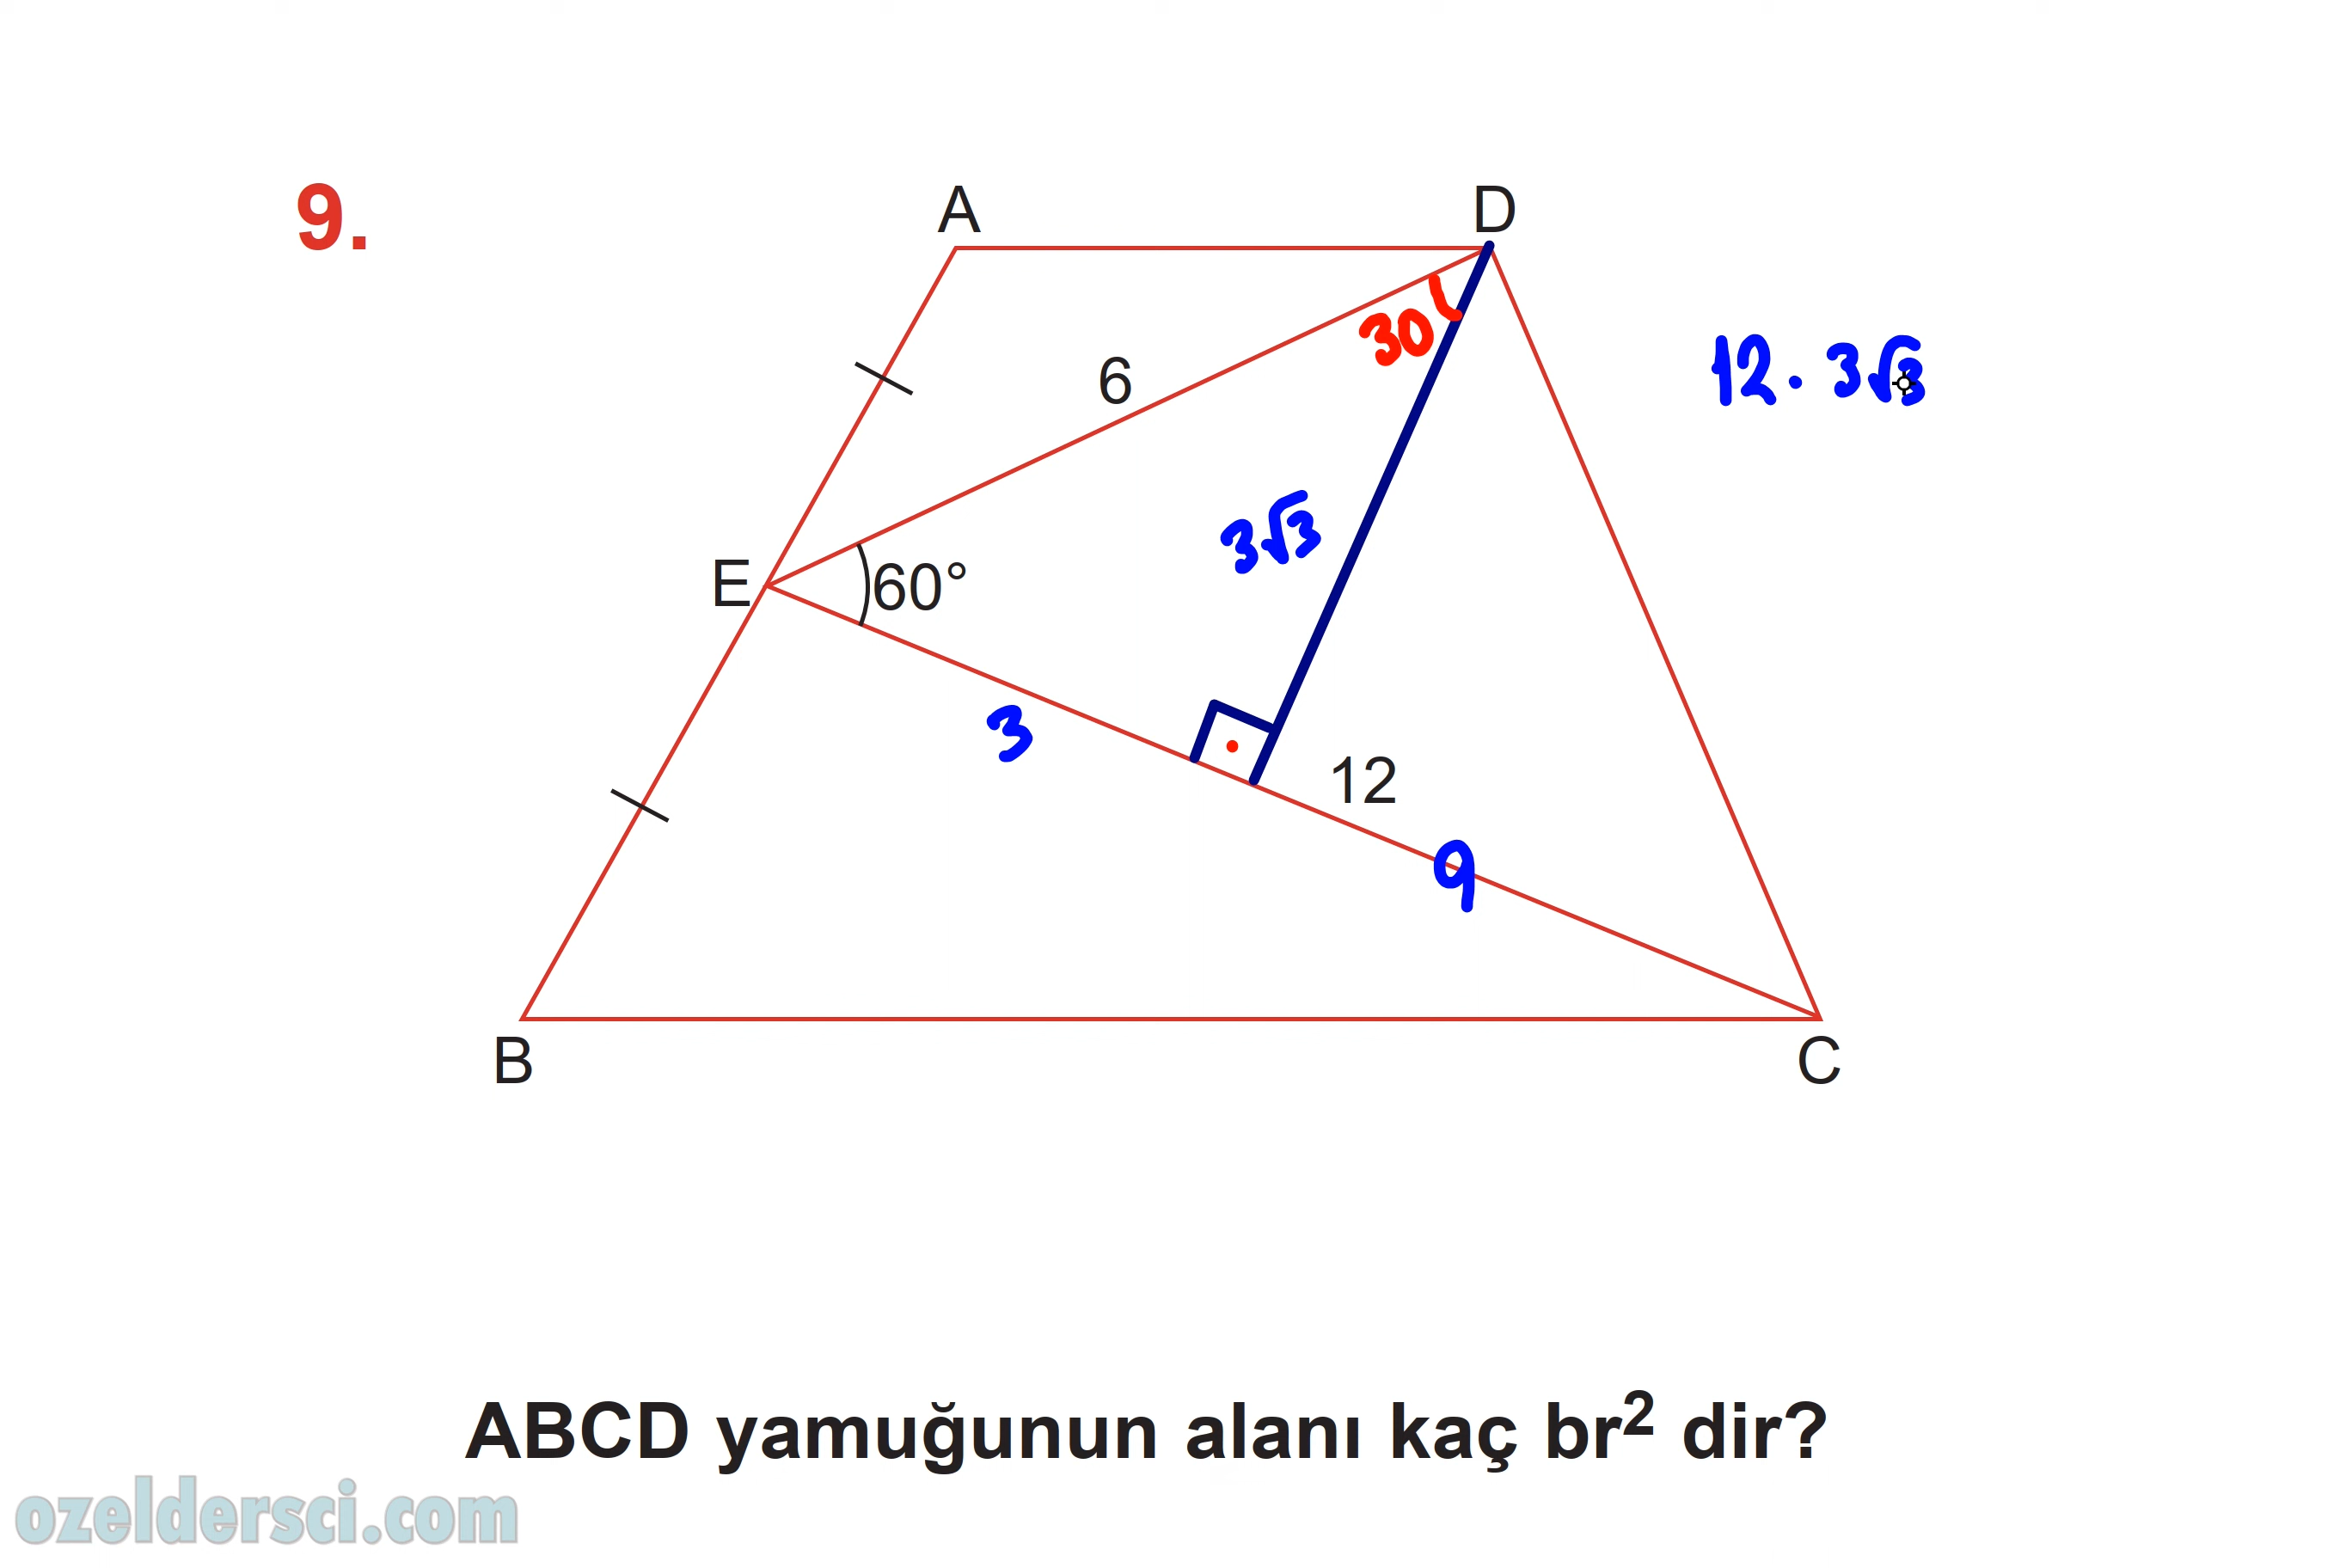 9.
A
D
30
6
12.3√3
3√3
E
60°
3
12
9
B
C
ABCD yamuğunun alanı kaç br² dir?
ozeldersci.com